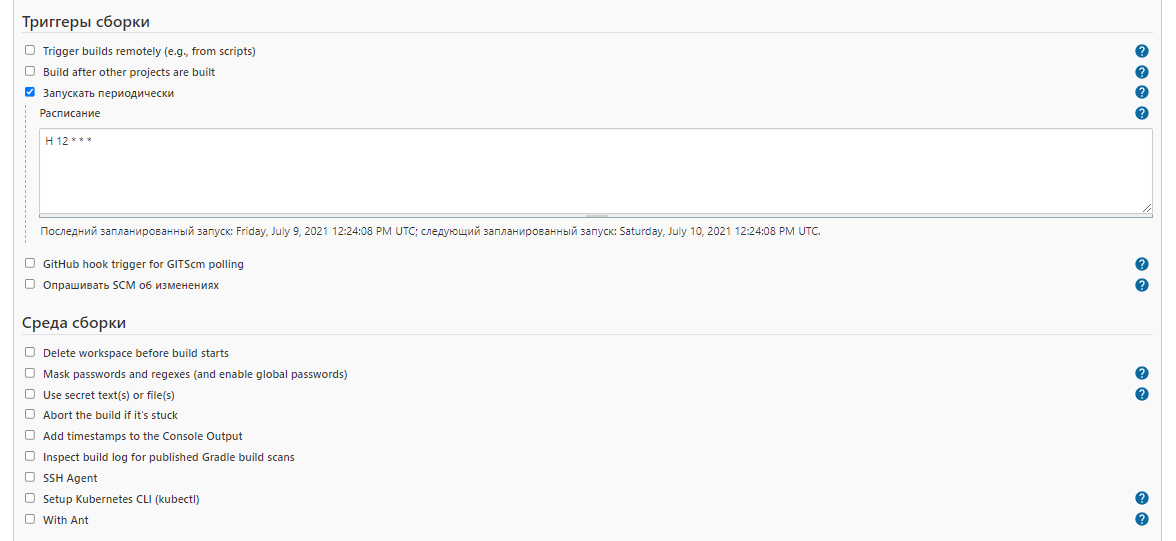 Триггеры сборки
Trigger builds remotely (e.g., from scripts)
Build after other projects are built
Запускать периодически
Расписание
H 12 * * *
Последний запланированный запуск: Friday, July 9, 2021 12:24:08 PM UTC; следующий запланированный запуск: Saturday, July 10, 2021 12:24:08 PM UTC.
GitHub hook trigger for GITScm polling
Опрашивать SCM об изменениях
Среда сборки
Delete workspace before build starts
Mask passwords and regexes (and enable global passwords)
Use secret text(s) or file(s)
Abort the build if it's stuck
Add timestamps to the Console Output
Inspect build log for published Gradle build scans
SSH Agent
Setup Kubernetes CLI (kubectl)
With Ant